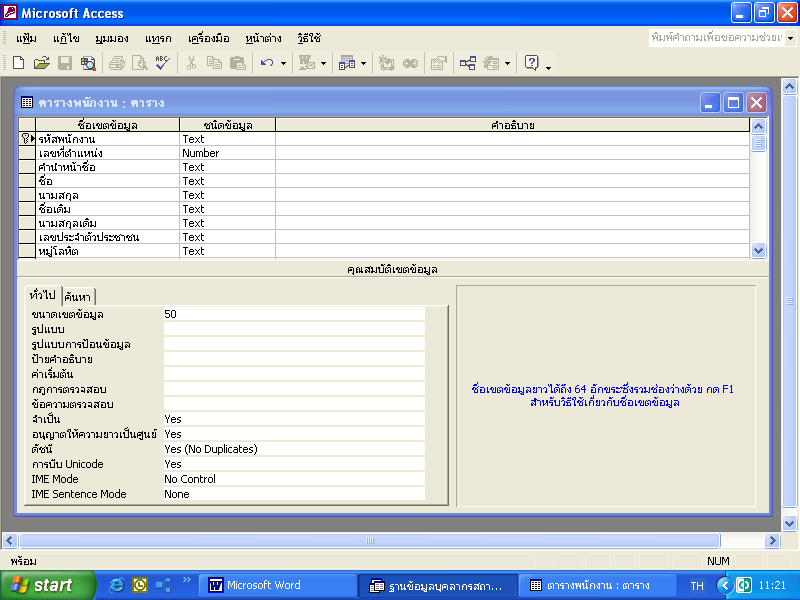 Microsoft Access
แฟ้ม แก้ไข มุมมอง แทรก เครื่องมือ หน้าต่าง วิธีใช้ พิมพ์คำถามเพื่อขอความช่วยเ
ตารางพนักงาน : ตาราง
ชื่อเขตข้อมูล ชนิดข้อมูล คำอธิบาย
รหัสพนักงาน Text
เลขที่ตำแหน่ง Number
คำนำหน้าชื่อ Text
ชื่อ Text
นามสกุล Text
ชื่อเดิม Text
นามสกุลเดิม Text
เลขประจำตัวประชาชน Text
หมู่โลหิต Text
คุณสมบัติเขตข้อมูล
ทั่วไป ค้นหา
ขนาดเขตข้อมูล 50
รูปแบบ
รูปแบบการป้อนข้อมูล
ป้ายคำอธิบาย
ค่าเริ่มต้น
กฎการตรวจสอบ
ข้อความตรวจสอบ
จำเป็น Yes
อนุญาตให้ความยาวเป็นศูนย์ Yes
ดัชนี Yes (No Duplicates)
การบีบ Unicode Yes
IME Mode No Control
IME Sentence Mode None
ชื่อเขตข้อมูลยาวได้ถึง 64 อักขระซึ่งรวมช่องว่างด้วย กด F1
สำหรับวิธีใช้เกี่ยวกับชื่อเขตข้อมูล
พร้อม NUM
start Microsoft Word ฐานข้อมูลบุคลากรสถา... ตารางพนักงาน : ตาราง TH 11:21